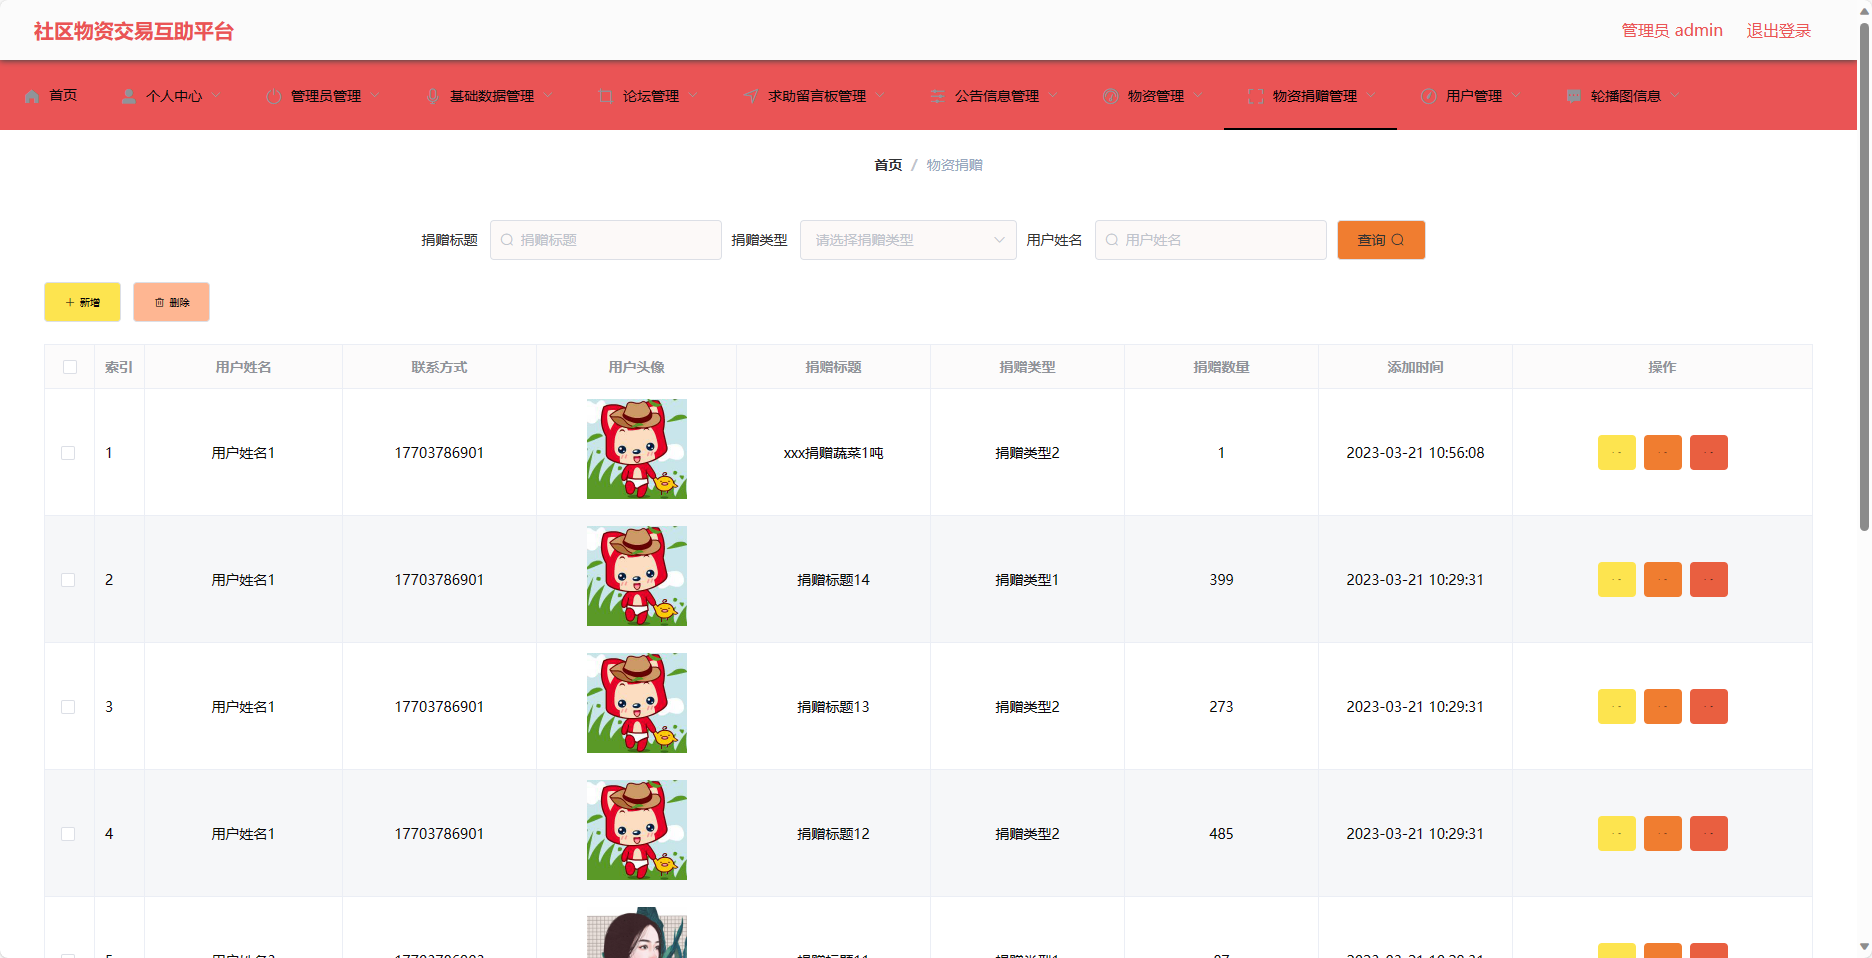 社区物资交易互助平台
管理员 admin 退出登录
首页 个人中心 管理员管理 基础数据管理 论坛管理 求助留言板管理 公告信息管理 物资管理 物资捐赠管理 用户管理 轮播图信息
首页 / 物资捐赠
捐赠标题 捐赠标题 捐赠类型 请选择捐赠类型 用户姓名 用户姓名 查询
新增 删除
索引 用户姓名 联系方式 用户头像 捐赠标题 捐赠类型 捐赠数量 添加时间 操作
1 用户姓名1 17703786901 xxx捐赠蔬菜1吨 捐赠类型2 1 2023-03-21 10:56:08
2 用户姓名1 17703786901 捐赠标题14 捐赠类型1 399 2023-03-21 10:29:31
3 用户姓名1 17703786901 捐赠标题13 捐赠类型2 273 2023-03-21 10:29:31
4 用户姓名1 17703786901 捐赠标题12 捐赠类型2 485 2023-03-21 10:29:31